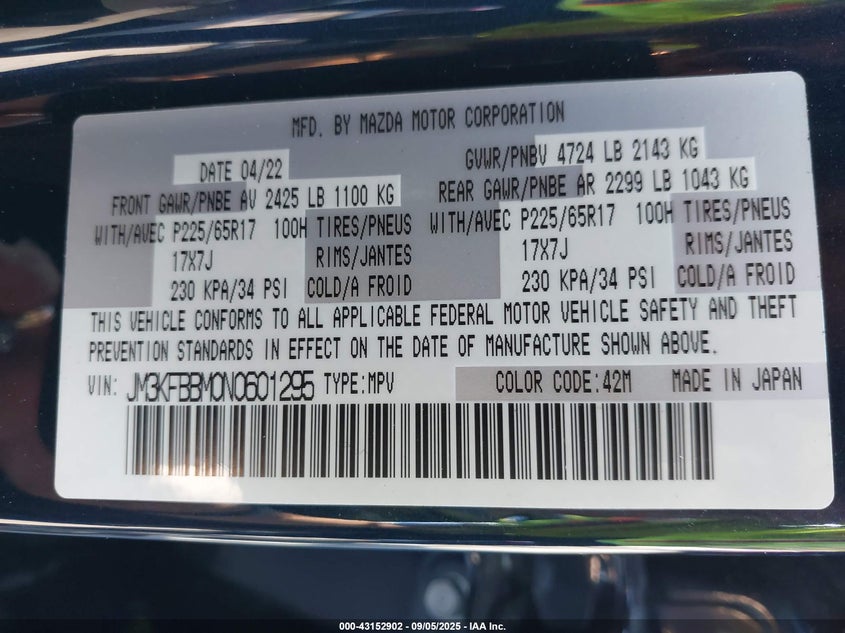 MFD. BY MAZDA MOTOR CORPORATION
DATE 04/22 GVWR/PNBV 4724 LB 2143 KG
FRONT GAWR/PNBE AV 2425 LB 1100 KG REAR GAWR/PNBE AR 2299 LB 1043 KG
WITH/AVEC P225/65R17 100H TIRES/PNEUS WITH/AVEC P225/65R17 100H TIRES/PNEUS
17X7J RIMS/JANTES 17X7J RIMS/JANTES
230 KPA/34 PSI COLD/A FROID 230 KPA/34 PSI COLD/A FROID
THIS VEHICLE CONFORMS TO ALL APPLICABLE FEDERAL MOTOR VEHICLE SAFETY AND THEFT
PREVENTION STANDARDS IN EFFECT ON THE DATE OF MANUFACTURE SHOWN ABOVE.
VIN: JM3KFBBM0N0601295 TYPE:MPV COLOR CODE:42M MADE IN JAPAN
000-43152902 - 09/05/2025 - IAA Inc.